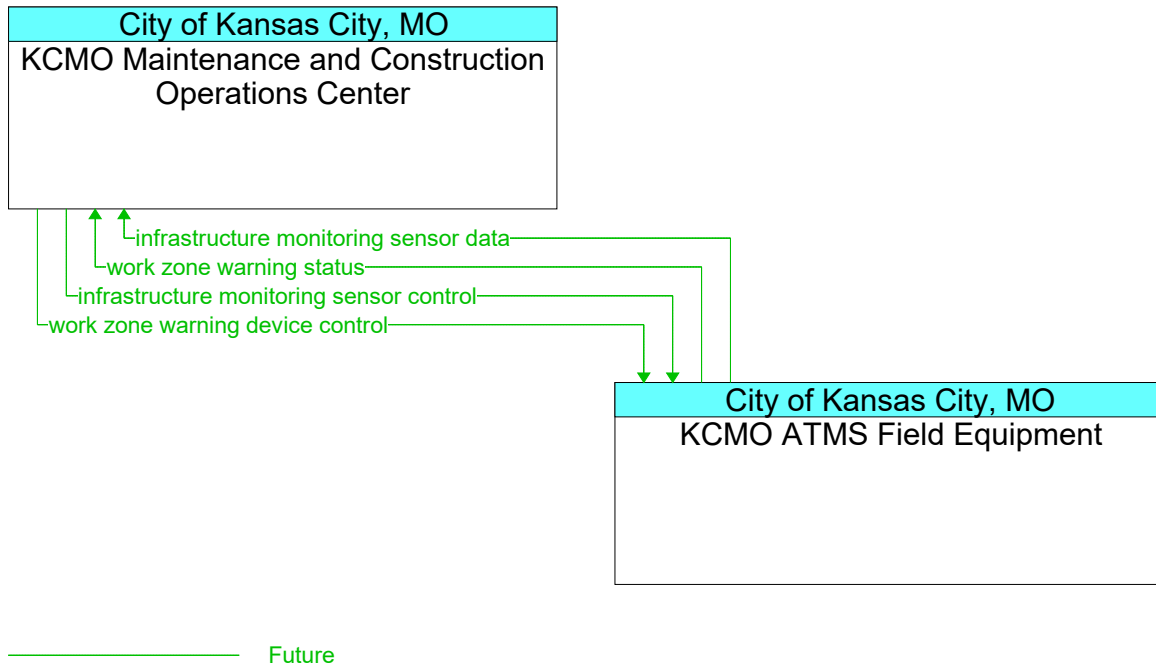 City of Kansas City, MO
KCMO Maintenance and Construction
Operations Center
infrastructure monitoring sensor data
work zone warning status
infrastructure monitoring sensor control
work zone warning device control
City of Kansas City, MO
KCMO ATMS Field Equipment
Future